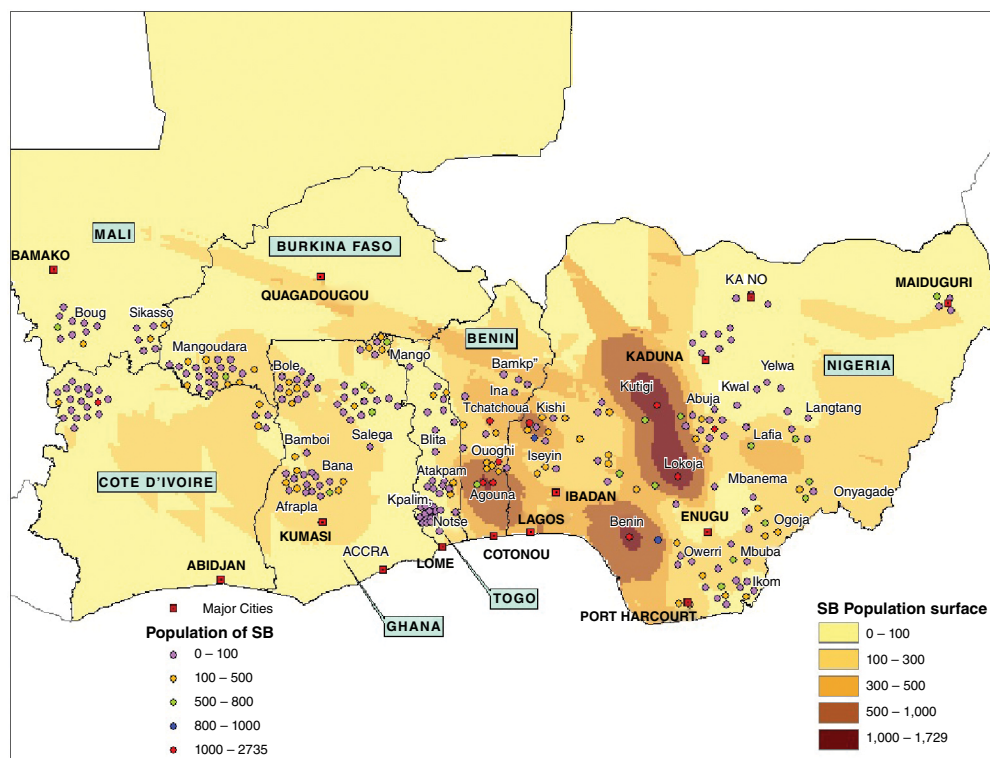 KA NO
MALI
BURKINA FASO
BAMAKO
MAIDUGURI
QUAGADOUGOU
Boug
Sikasso
Mangoudara
Bole
Mango
BENIN
Bamkp"
KADUNA
Yelwa
NIGERIA
Ina
Kutigi
Kwal
Tchatchoua
Kishi
Abuja
Langtang
Bamboi
Salega
Blita
Ouoghi
Iseyin
Lafia
Bana
Lokoja
COTE D'IVOIRE
Atakpam
Mbanema
Onyagade
Afrapla
Kpalim
Agouna
IBADAN
KUMASI
Notse
LAGOS
Benin
ENUGU
Ogoja
ACCRA
LOME
COTONOU
Owerri
Mbuba
ABIDJAN
Ikom
TOGO
PORT HARCOURT
GHANA
Major Cities
Population of SB
0 – 100
100 – 500
500 – 800
800 – 1000
1000 – 2735
SB Population surface
0 – 100
100 – 300
300 – 500
500 – 1,000
1,000 – 1,729